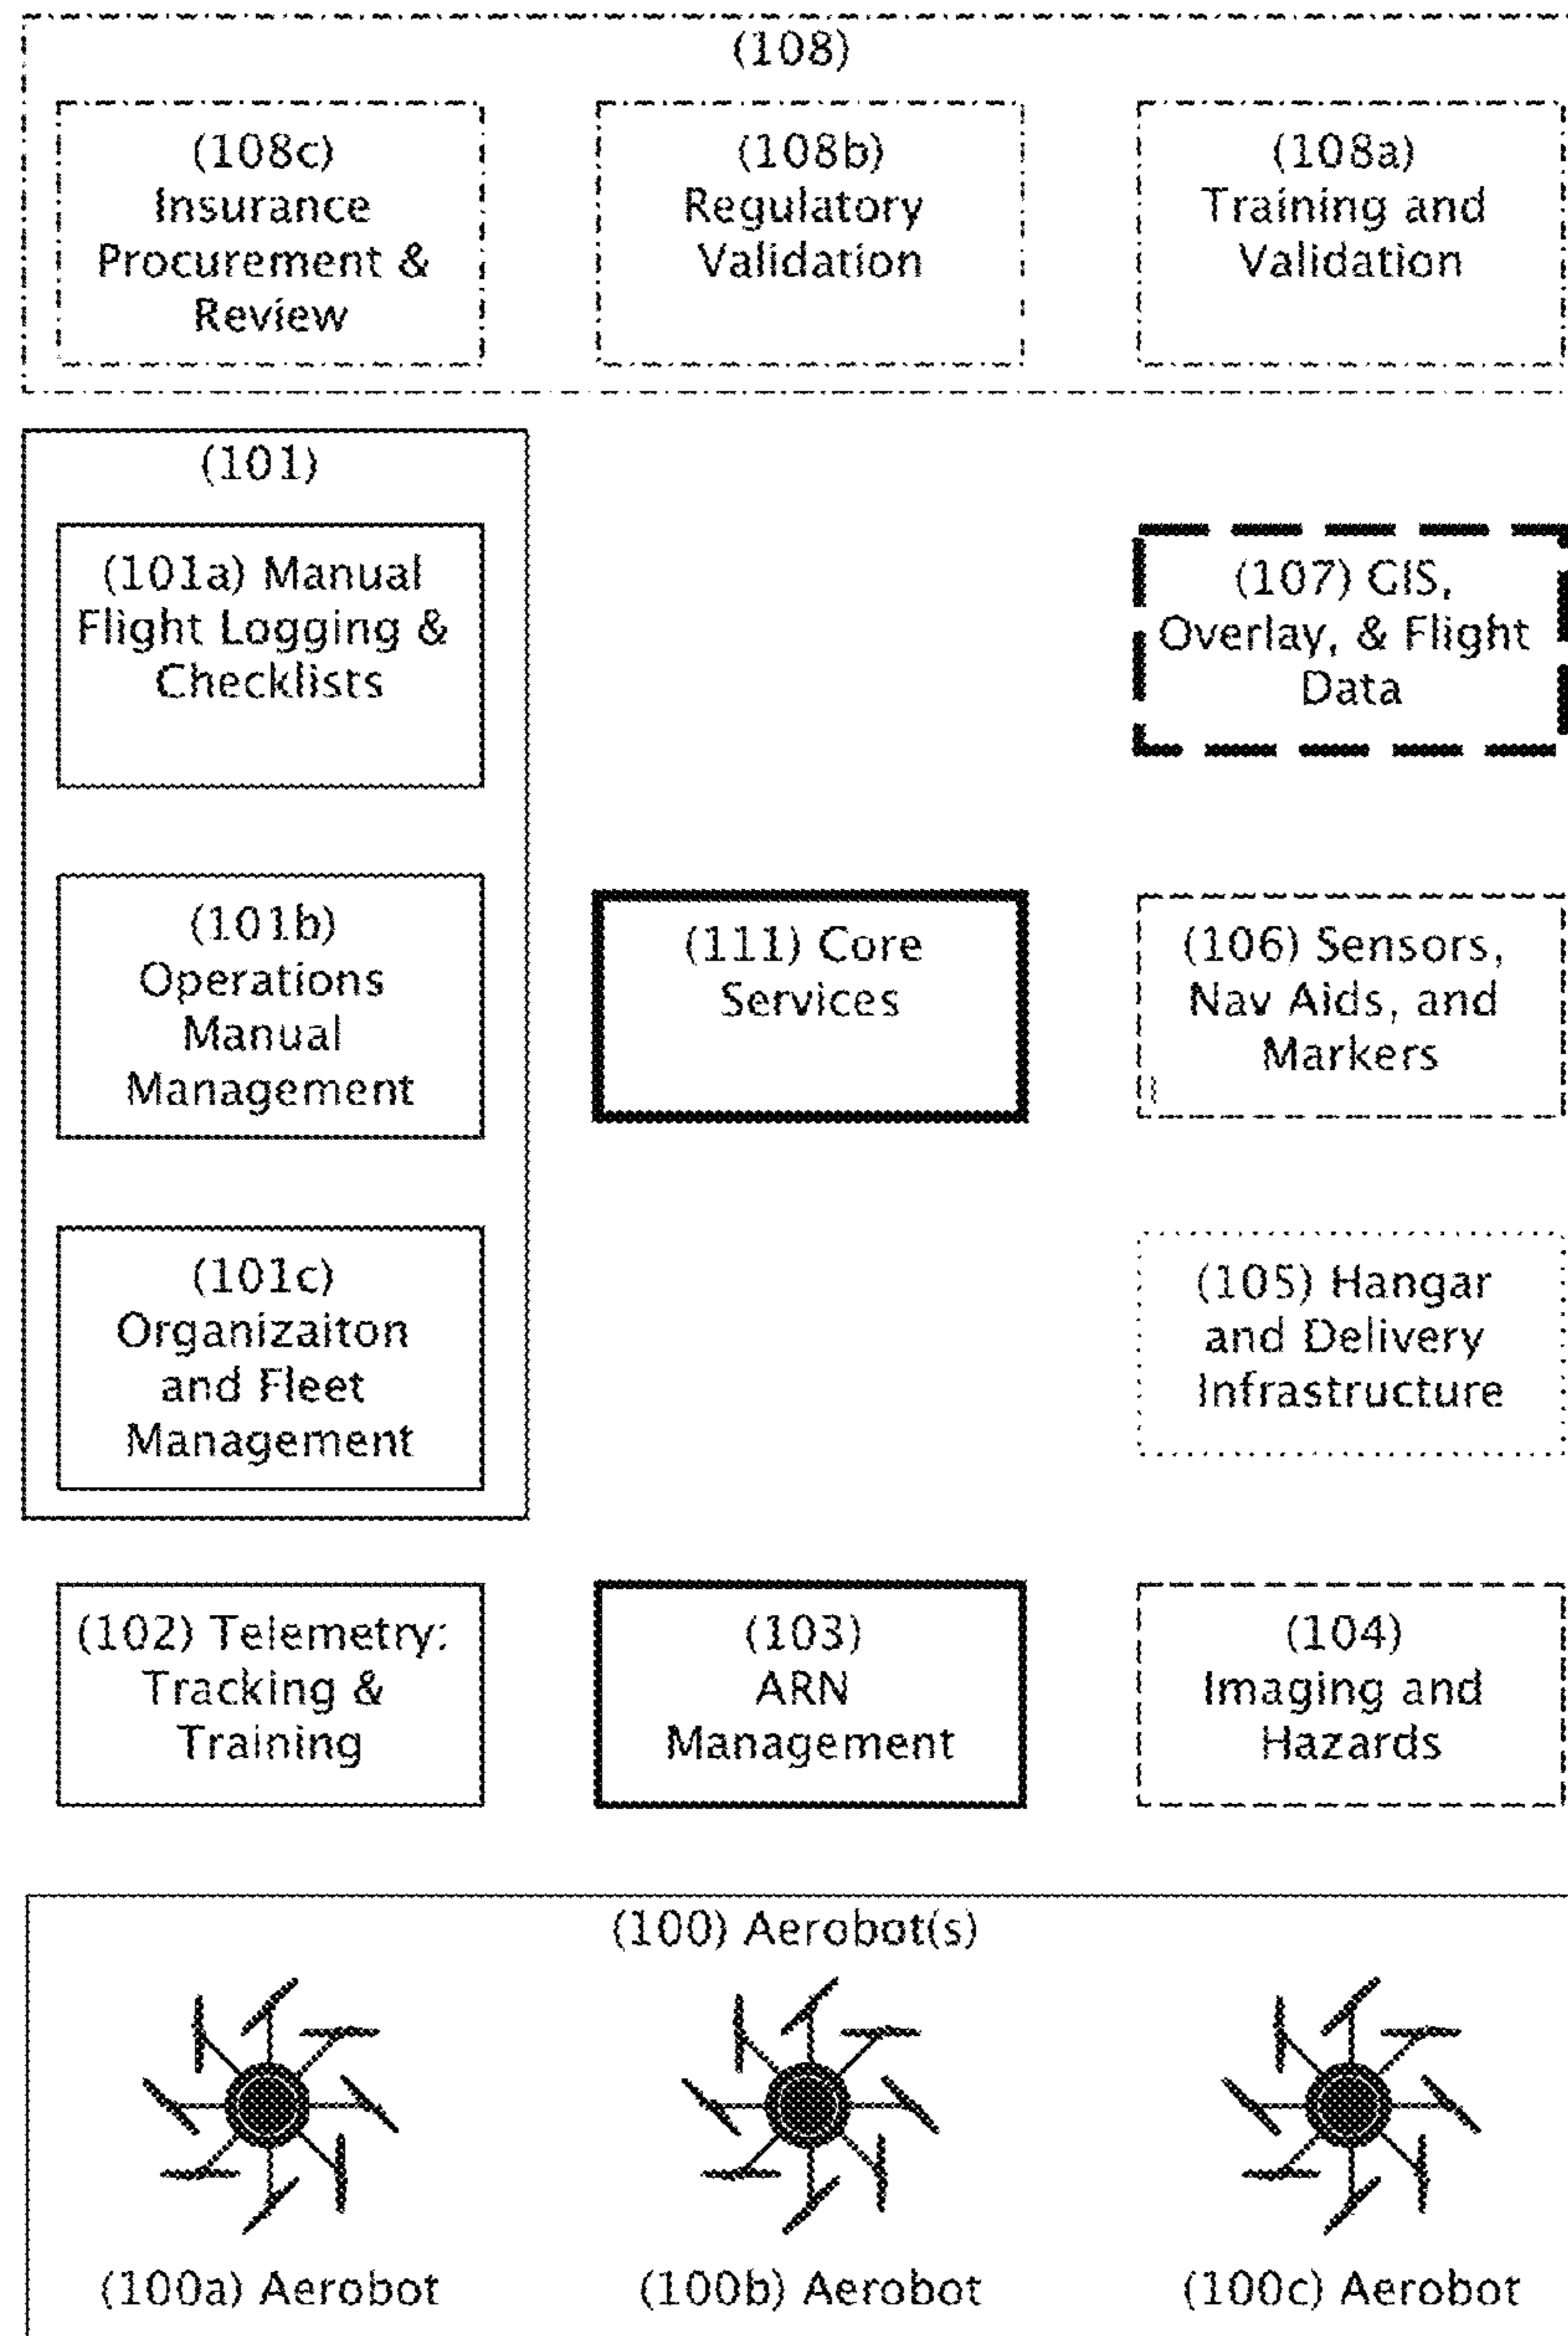 (108)
(108c)
Insurance
Procurement &
Review
(108b)
Regulatory
Validation
(108a)
Training and
Validation
(101)
(101a) Manual
Flight Logging &
Checklists
(107) GIS,
Overlay, & Flight
Data
(101b)
Operations
Manual
Management
(111) Core
Services
(106) Sensors,
Nav Aids, and
Markers
(101c)
Organizaiton
and Fleet
Management
(105) Hangar
and Delivery
Infrastructure
(102) Telemetry:
Tracking &
Training
(103)
ARN
Management
(104)
Imaging and
Hazards
(100) Aerobot(s)
(100a) Aerobot
(100b) Aerobot
(100c) Aerobot